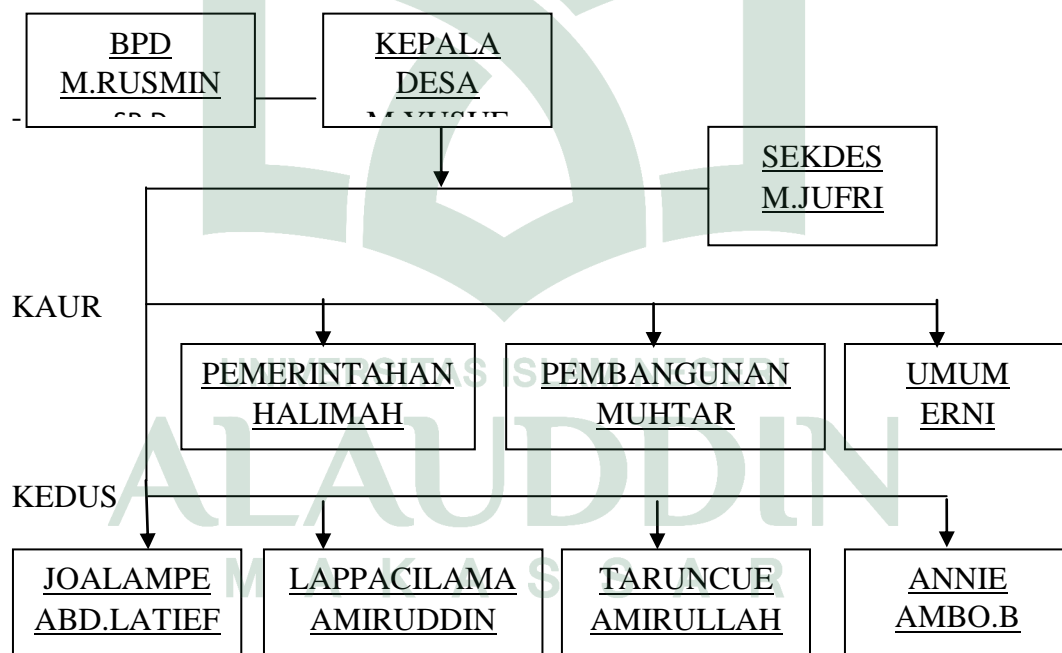 BPD
M.RUSMIN
KEPALA
DESA
-
SEKDES
M.JUFRI
KAUR
PEMERINTAHAN
HALIMAH
PEMBANGUNAN
MUHTAR
UMUM
ERNI
UNIVERSITAS ISLAM NEGERI
ALAUDDIN
KEDUS
JOALAMPE
ABD.LATIEF
LAPPACILAMA
AMIRUDDIN
TARUNCUE
AMIRULLAH
ANNIE
AMBO.B
M A K A S S A R